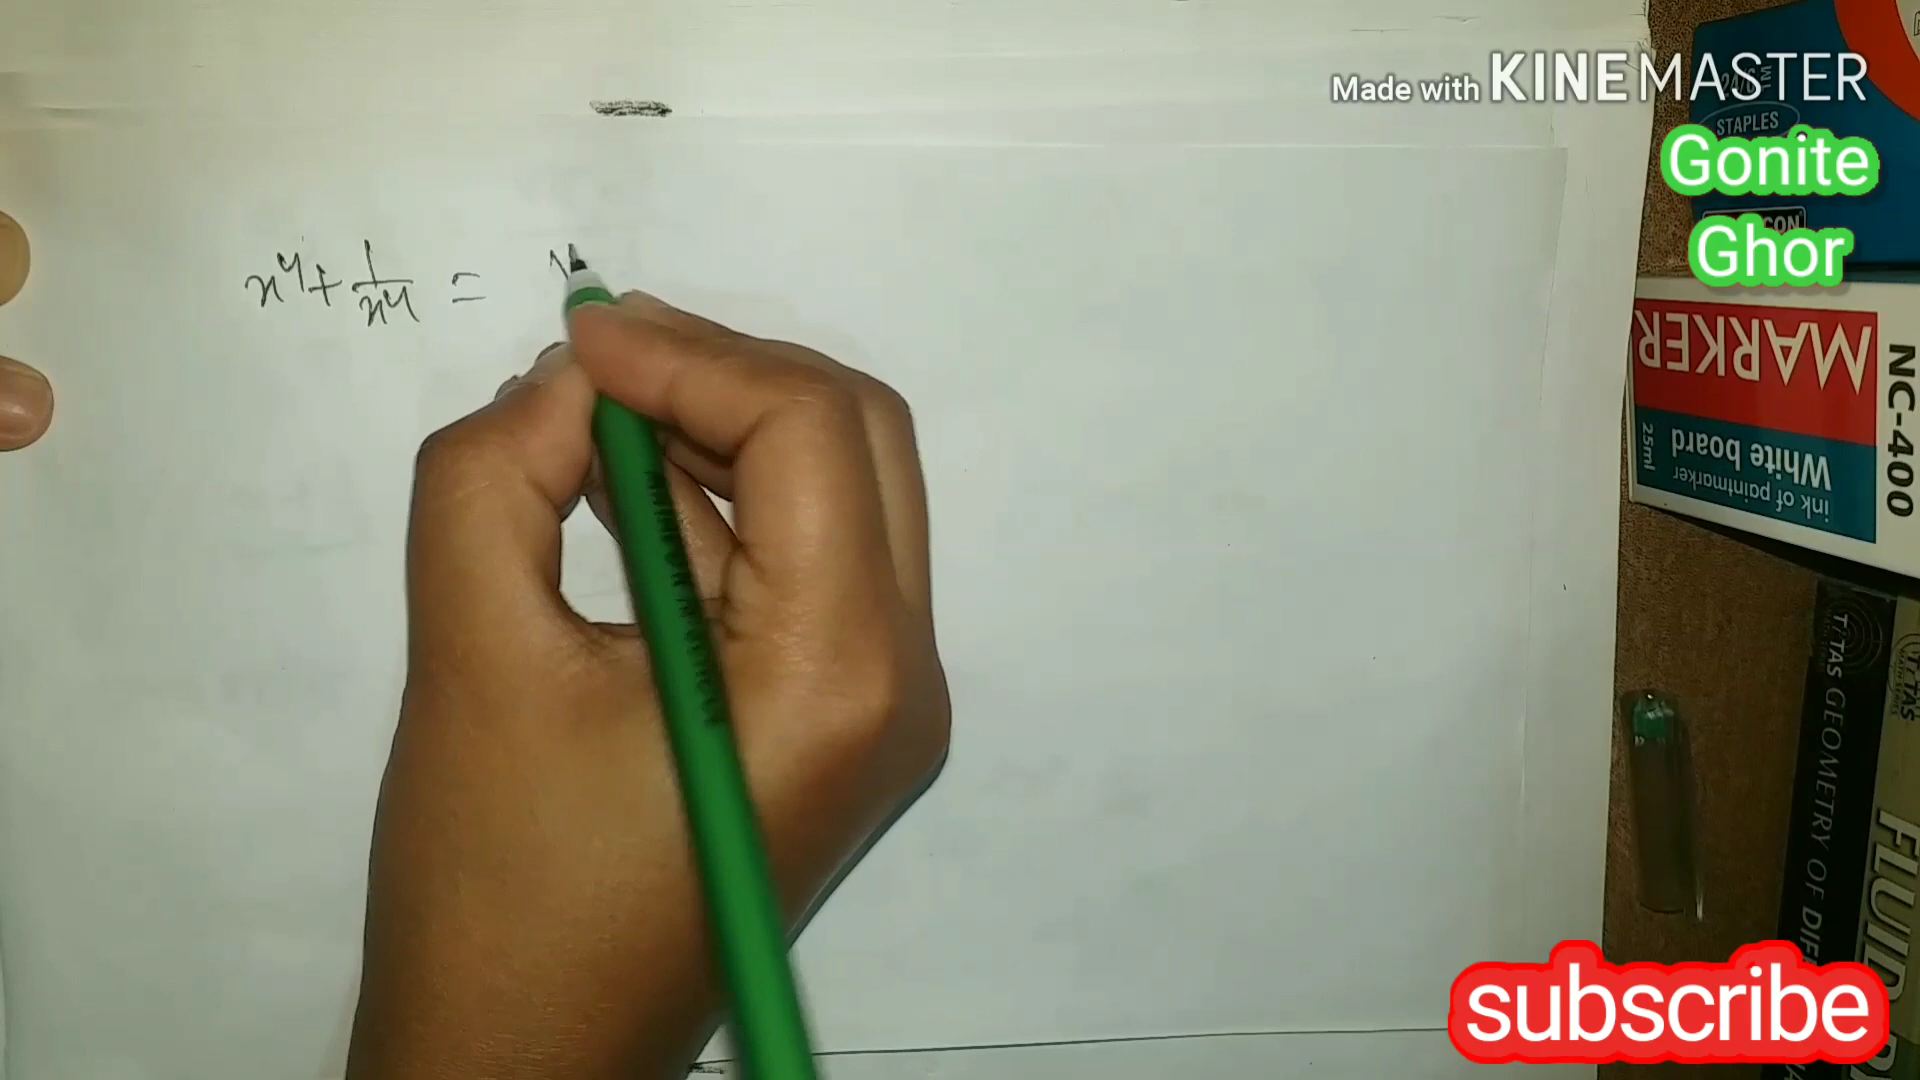 Made with KINEMASTER
Gonite
Ghor
x⁴ + 1/x⁴ =
STAPLES
MARKER
NC-400
White board
25ml
ink of paintmarker
TITAS GEOMETRY OF
FLUID
subscribe